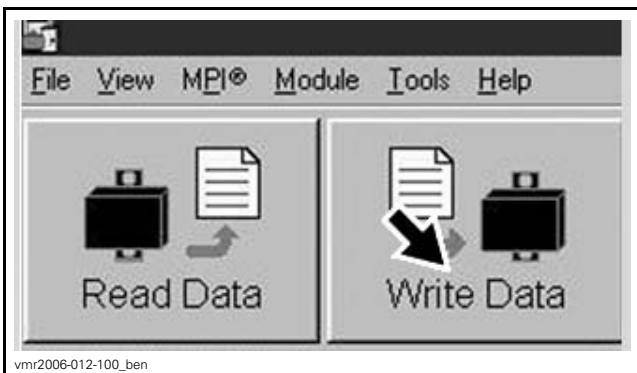 File View MPI® Module Tools Help
Read Data Write Data
vmr2006-012-100_ben